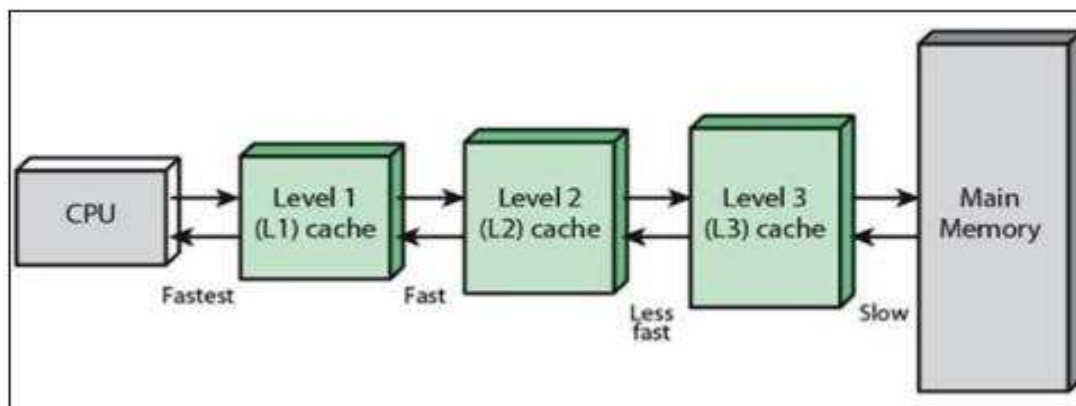 CPU
Level 1
(L1) cache
Level 2
(L2) cache
Level 3
(L3) cache
Main
Memory
Fastest
Fast
Less
fast
Slow